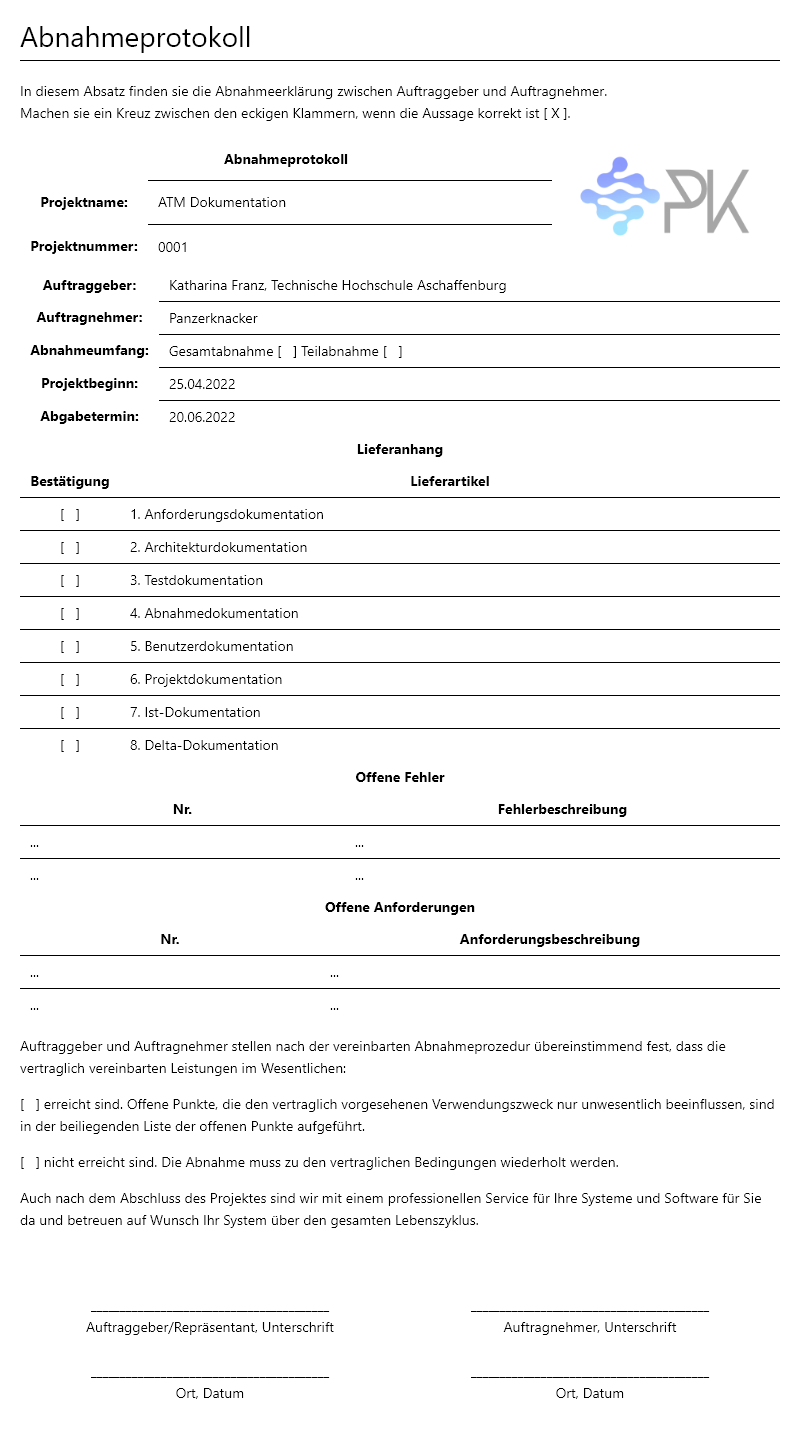 Abnahmeprotokoll
In diesem Absatz finden sie die Abnahmeerklärung zwischen Auftraggeber und Auftragnehmer.
Machen sie ein Kreuz zwischen den eckigen Klammern, wenn die Aussage korrekt ist [ X ].
Abnahmeprotokoll
PK
Projektname: ATM Dokumentation
Projektnummer: 0001
Auftraggeber: Katharina Franz, Technische Hochschule Aschaffenburg
Auftragnehmer: Panzerknacker
Abnahmeumfang: Gesamtabnahme [   ] Teilabnahme [   ]
Projektbeginn: 25.04.2022
Abgabetermin: 20.06.2022
Lieferanhang
Bestätigung Lieferartikel
[   ] 1. Anforderungsdokumentation
[   ] 2. Architekturdokumentation
[   ] 3. Testdokumentation
[   ] 4. Abnahmedokumentation
[   ] 5. Benutzerdokumentation
[   ] 6. Projektdokumentation
[   ] 7. Ist-Dokumentation
[   ] 8. Delta-Dokumentation
Offene Fehler
Nr. Fehlerbeschreibung
... ...
... ...
Offene Anforderungen
Nr. Anforderungsbeschreibung
... ...
... ...
Auftraggeber und Auftragnehmer stellen nach der vereinbarten Abnahmeprozedur übereinstimmend fest, dass die
vertraglich vereinbarten Leistungen im Wesentlichen:
[   ] erreicht sind. Offene Punkte, die den vertraglich vorgesehenen Verwendungszweck nur unwesentlich beeinflussen, sind
in der beiliegenden Liste der offenen Punkte aufgeführt.
[   ] nicht erreicht sind. Die Abnahme muss zu den vertraglichen Bedingungen wiederholt werden.
Auch nach dem Abschluss des Projektes sind wir mit einem professionellen Service für Ihre Systeme und Software für Sie
da und betreuen auf Wunsch Ihr System über den gesamten Lebenszyklus.
__________________________________ __________________________________
Auftraggeber/Repräsentant, Unterschrift Auftragnehmer, Unterschrift
__________________________________ __________________________________
Ort, Datum Ort, Datum